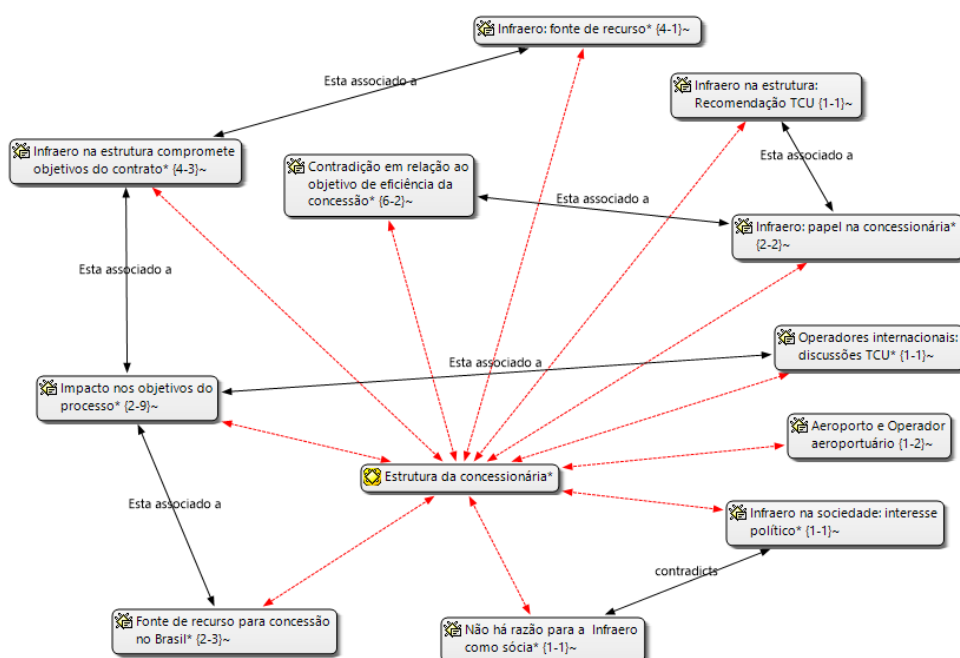 Infraero: fonte de recurso* {4-1}~
Esta associado a
Infraero na estrutura:
Recomendação TCU {1-1}~
Infraero na estrutura compromete
objetivos do contrato* {4-3}~
Contradição em relação ao
objetivo de eficiência da
concessão* {6-2}~
Esta associado a
Esta associado a
Infraero: papel na concessionária*
{2-2}~
Esta associado a
Operadores internacionais:
discussões TCU* {1-1}~
Esta associado a
Impacto nos objetivos do
processo* {2-9}~
Aeroporto e Operador
aeroportuário {1-2}~
Estrutura da concessionária*
Esta associado a
Infraero na sociedade: interesse
político* {1-1}~
contradicts
Fonte de recurso para concessão
no Brasil* {2-3}~
Não há razão para a  Infraero
como sócia* {1-1}~